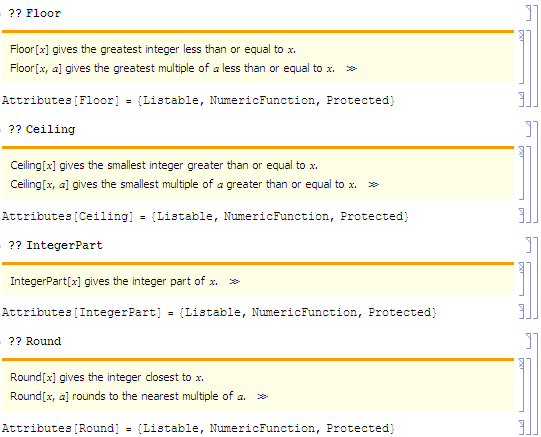 ?? Floor
Floor[x] gives the greatest integer less than or equal to x.
Floor[x, a] gives the greatest multiple of a less than or equal to x. ≫
Attributes[Floor] = {Listable, NumericFunction, Protected}
?? Ceiling
Ceiling[x] gives the smallest integer greater than or equal to x.
Ceiling[x, a] gives the smallest multiple of a greater than or equal to x. ≫
Attributes[Ceiling] = {Listable, NumericFunction, Protected}
?? IntegerPart
IntegerPart[x] gives the integer part of x. ≫
Attributes[IntegerPart] = {Listable, NumericFunction, Protected}
?? Round
Round[x] gives the integer closest to x.
Round[x, a] rounds to the nearest multiple of a. ≫
Attributes[Round] = {Listable, NumericFunction, Protected}